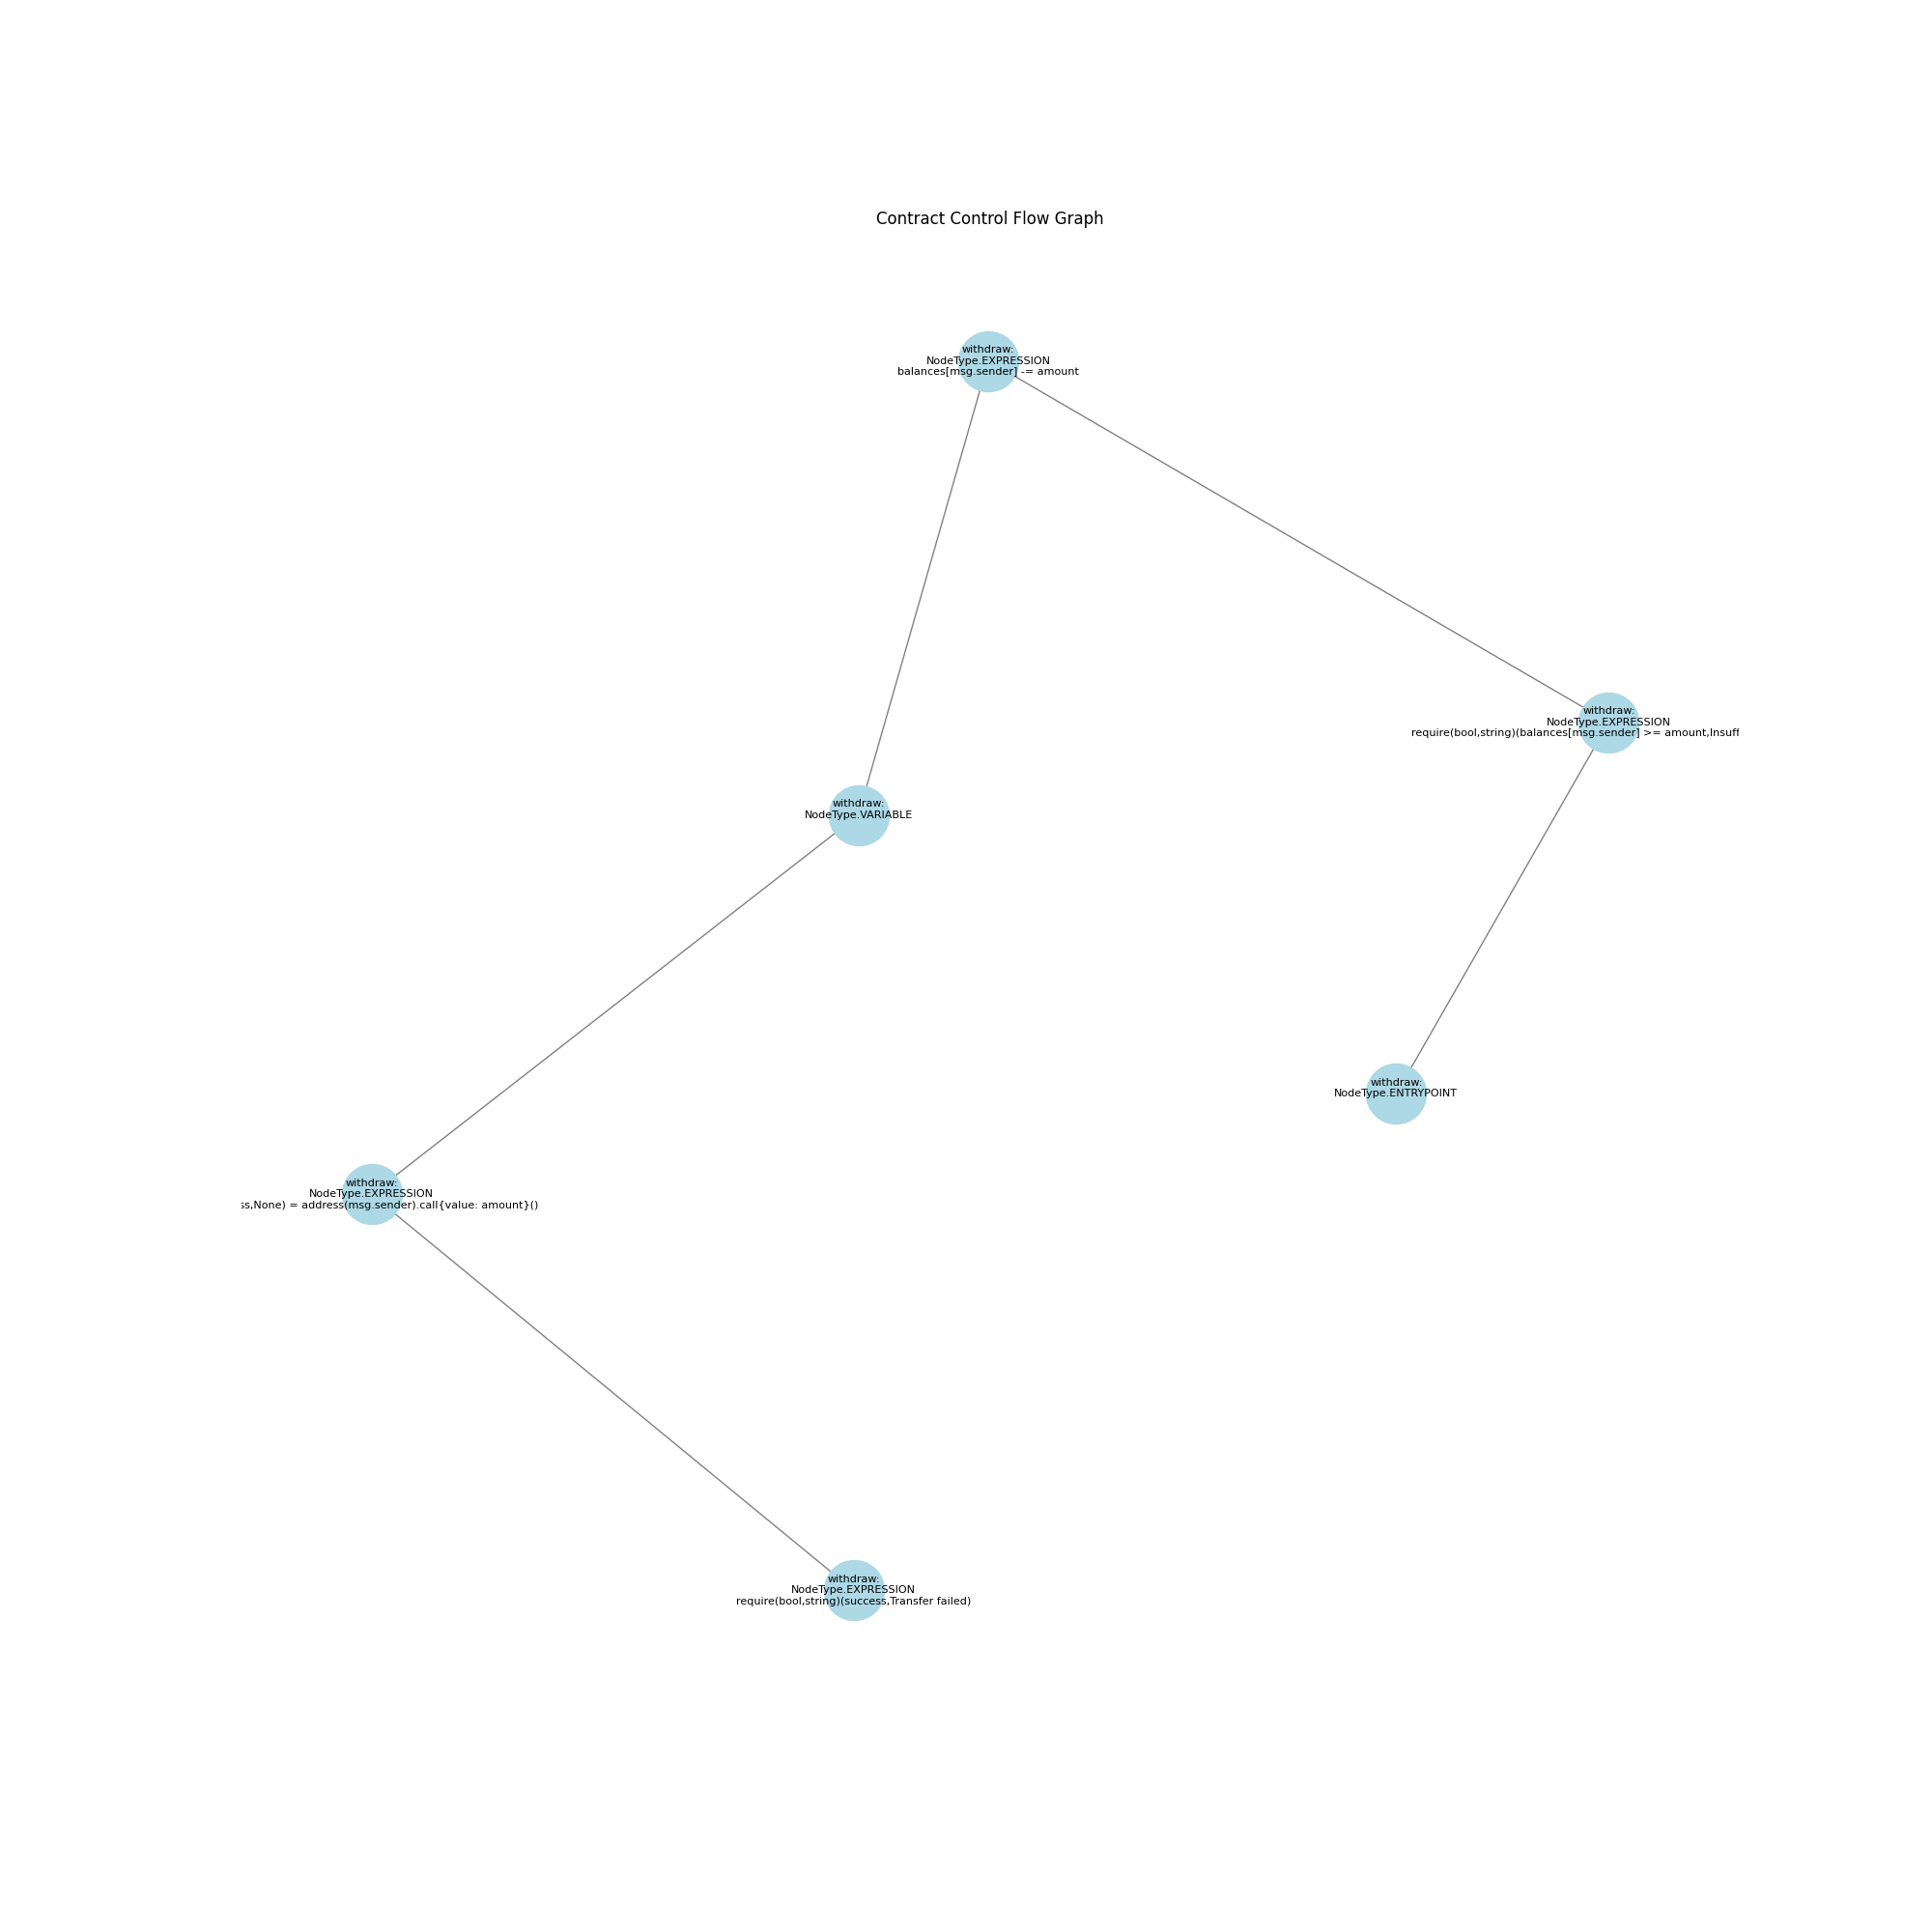 Contract Control Flow Graph
withdraw:
NodeType.EXPRESSION
balances[msg.sender] -= amount
withdraw:
NodeType.EXPRESSION
require(bool,string)(balances[msg.sender] >= amount,Insuff
withdraw:
NodeType.VARIABLE
withdraw:
NodeType.ENTRYPOINT
withdraw:
NodeType.EXPRESSION
ss,None) = address(msg.sender).call{value: amount}()
withdraw:
NodeType.EXPRESSION
require(bool,string)(success,Transfer failed)